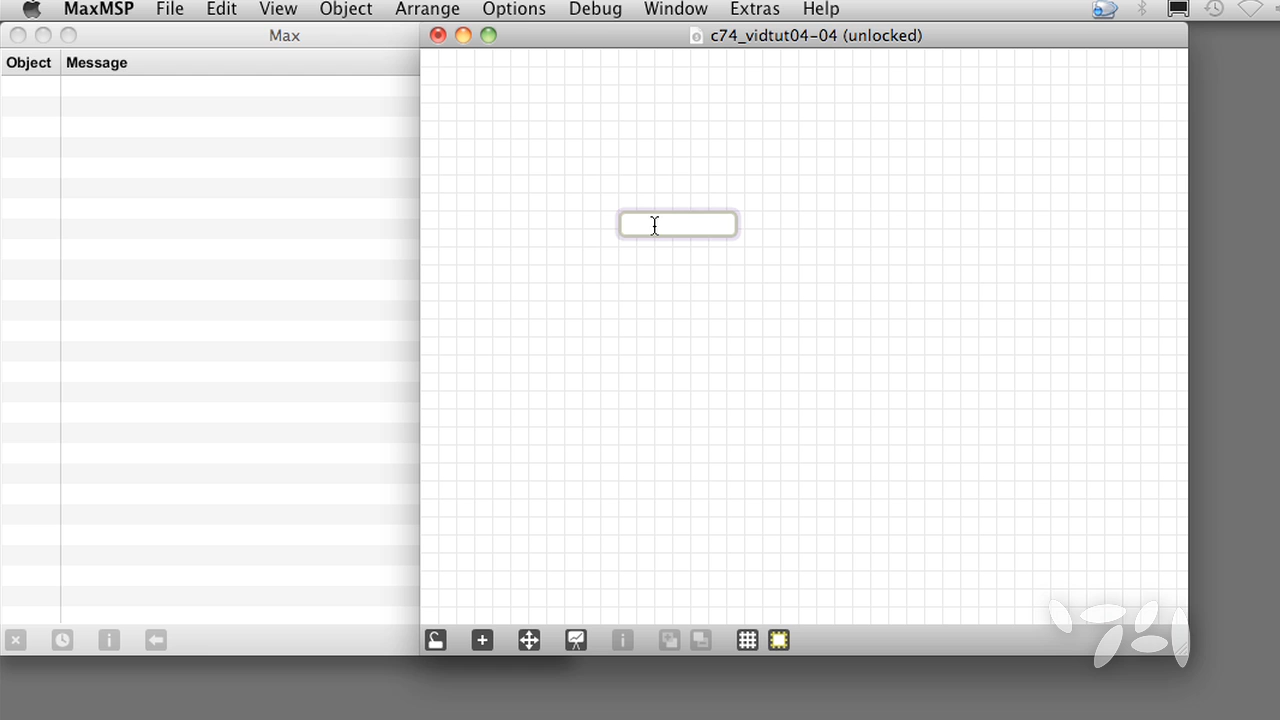 MaxMSP File Edit View Object Arrange Options Debug Window Extras Help
Max
c74_vidtut04-04 (unlocked)
Object Message